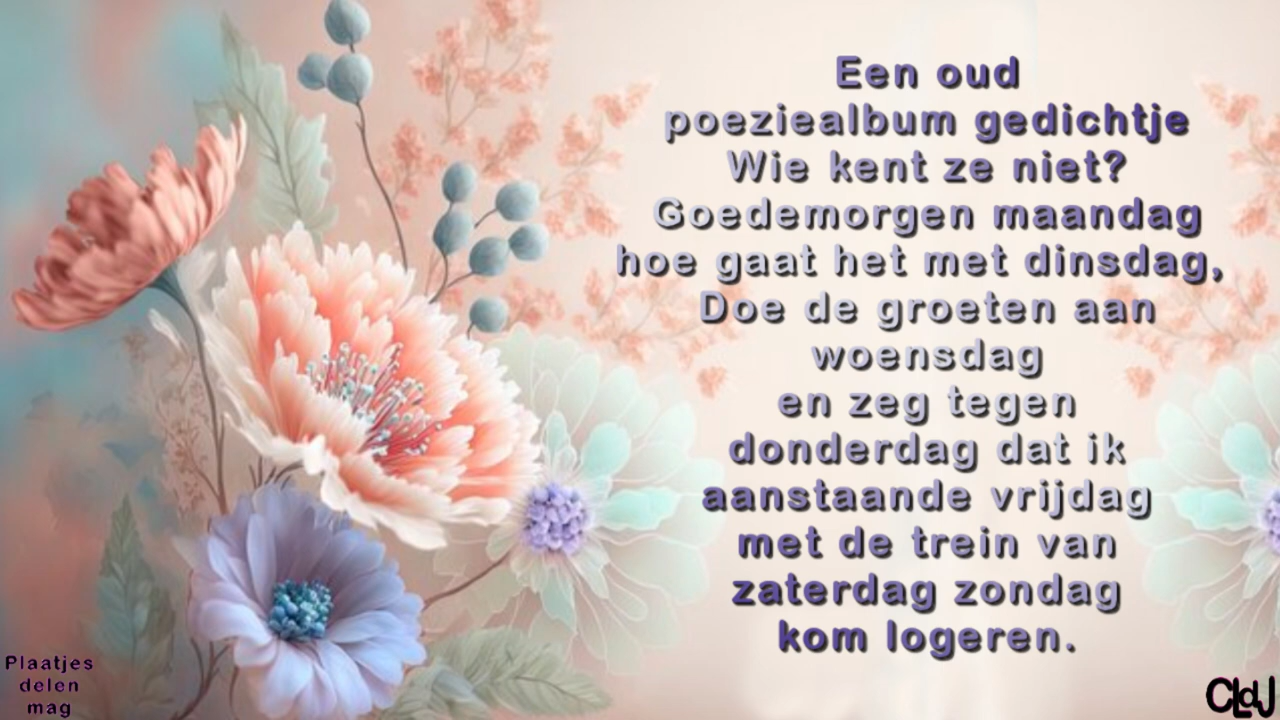 Een oud
poeziealbum gedichtje
Wie kent ze niet?
Goedemorgen maandag
hoe gaat het met dinsdag,
Doe de groeten aan
woensdag
en zeg tegen
donderdag dat ik
aanstaande vrijdag
met de trein van
zaterdag zondag
kom logeren.
Plaatjes
delen
mag
CLdJ